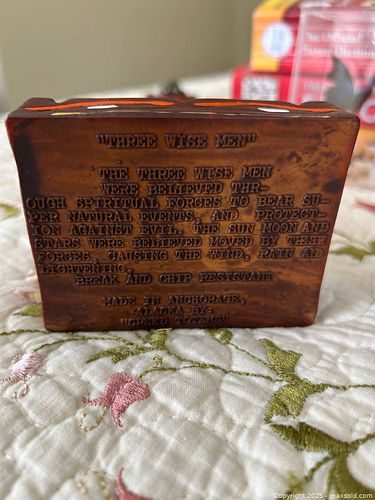 "THREE WISE MEN"
THE THREE WISE MEN
WERE BELIEVED THR-
OUGH SPIRITUAL FORCES TO BEAR SU-
PER NATURAL EVENTS, AND PROTECT-
ION AGAINST EVIL. THE SUN MOON AND
STARS WERE BELIEVED MOVED BY THESE
FORCES, CAUSING THE WIND, RAIN AND
LIGHTENING.
BREAK AND CHIP RESISTANT
MADE IN ANCHORAGE,
ALASKA BY:
TOTEMS"
Copyright 2025 - maxsold.com